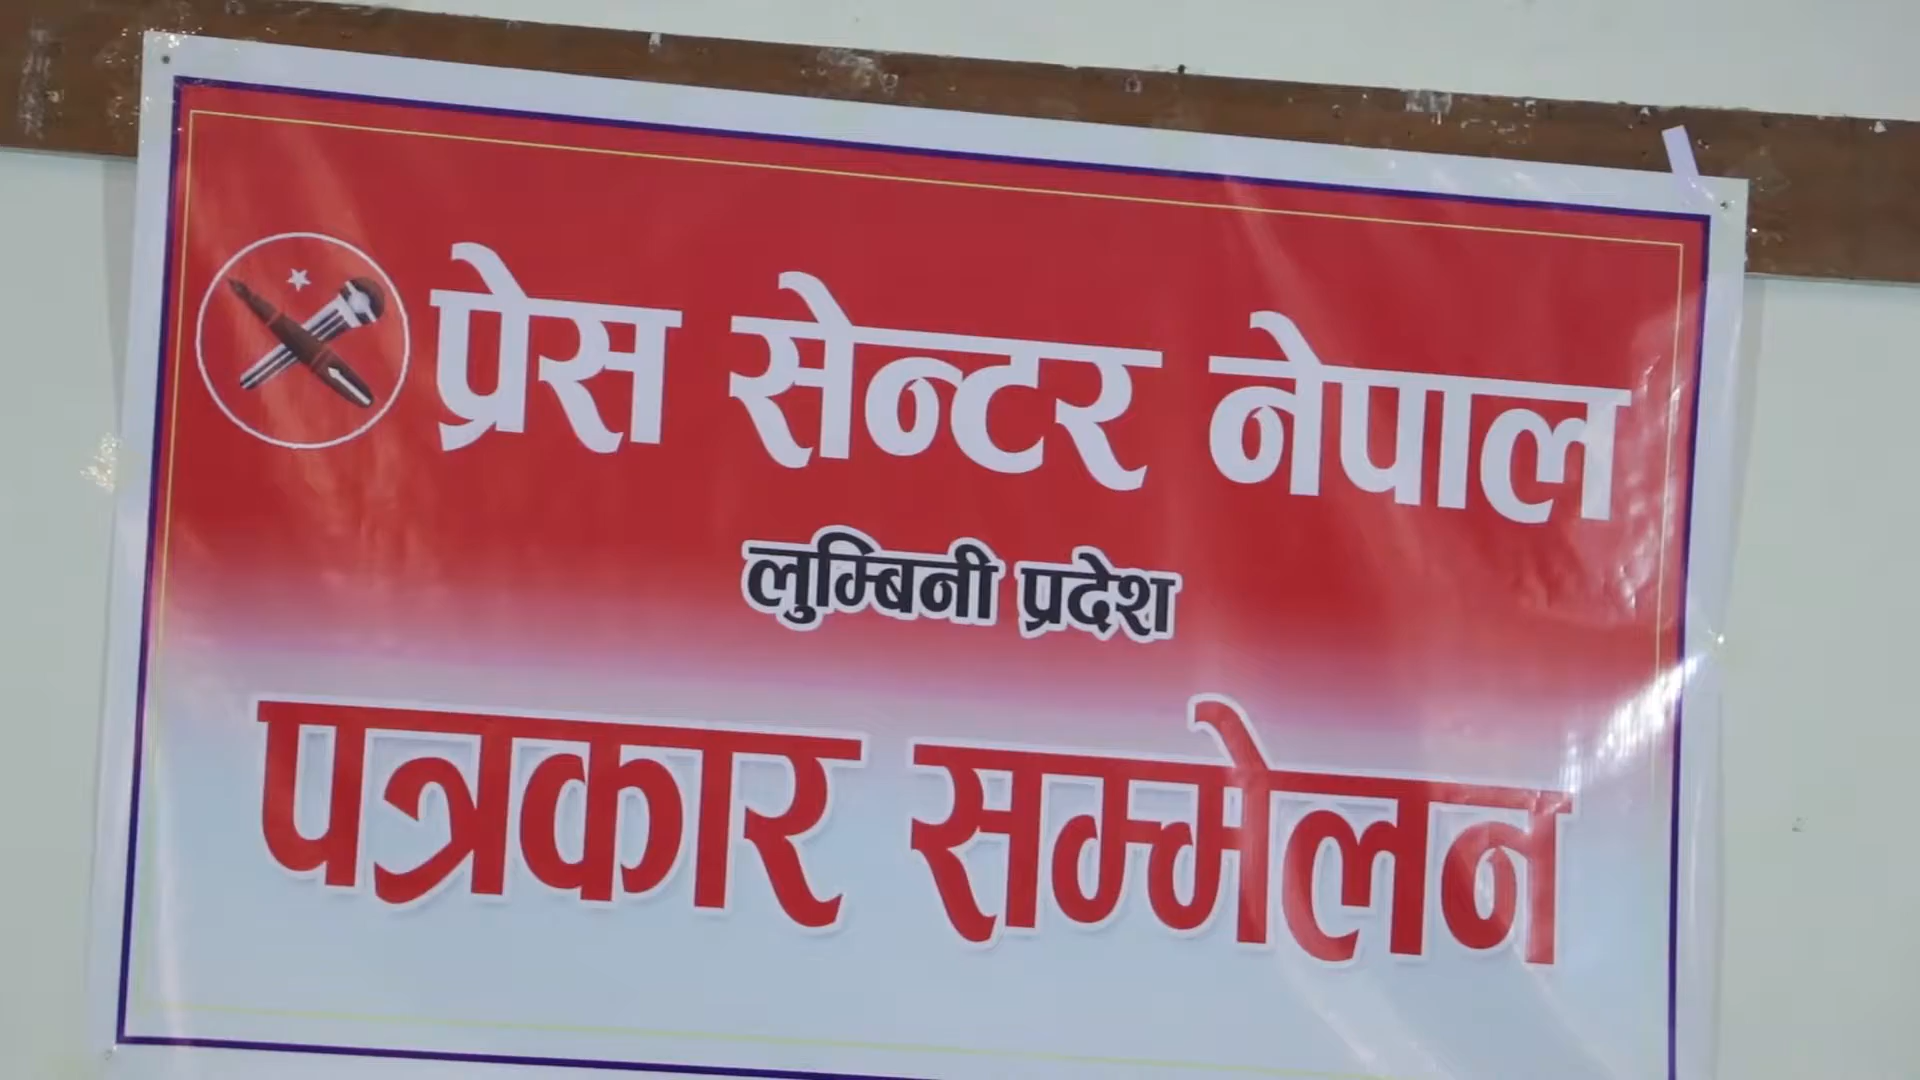 प्रेस सेन्टर नेपाल
लुम्बिनी प्रदेश
पत्रकार सम्मेलन